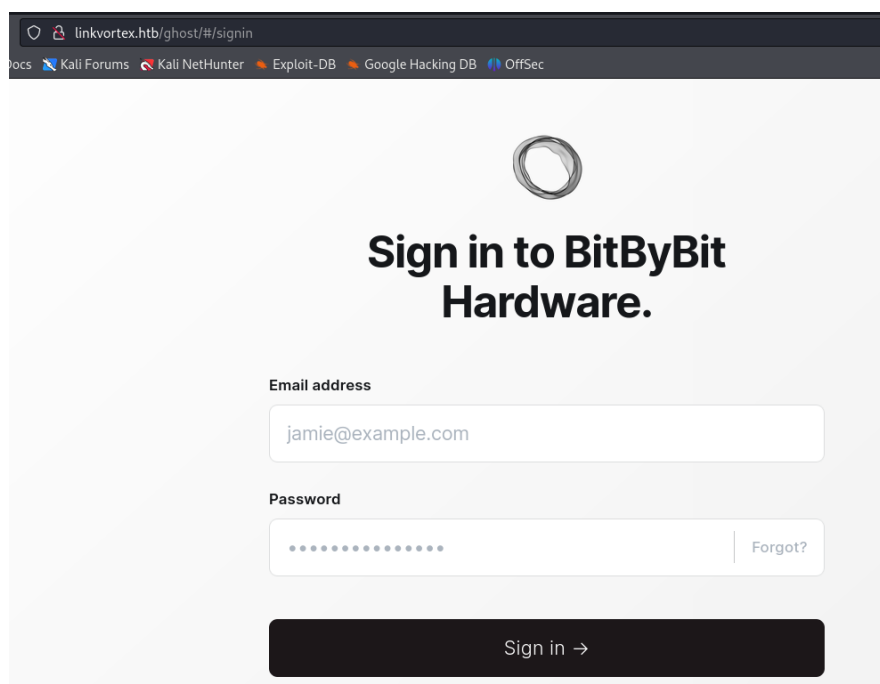 linkvortex.htb/ghost/#/signin
Docs Kali Forums Kali NetHunter Exploit-DB Google Hacking DB OffSec
Sign in to BitByBit
Hardware.
Email address
jamie@example.com
Password
••••••••••••••• Forgot?
Sign in →